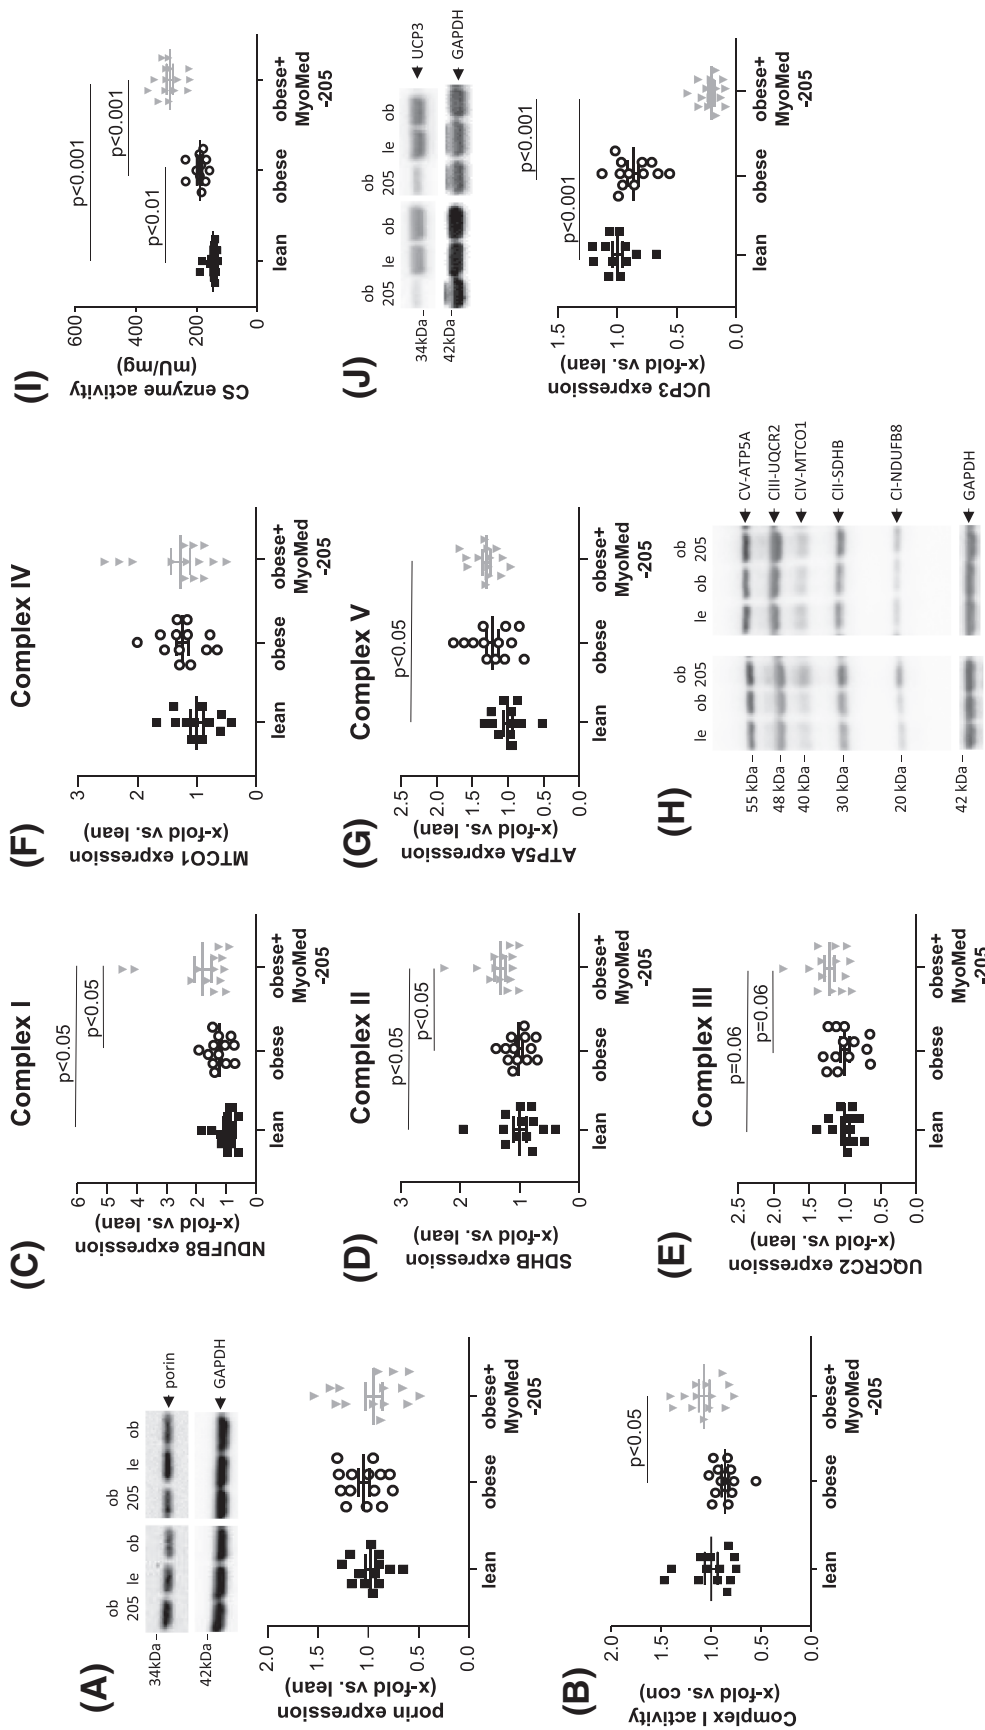 (A)
ob
205 le ob
ob
205 le ob
34kDa
porin
42kDa
GAPDH
porin expression
(x-fold vs. lean)
2.0
1.5
1.0
0.5
0.0
lean
obese
obese+
MyoMed
-205
(B)
Complex I activity
(x-fold vs. con)
2.0
1.5
1.0
0.5
0.0
p<0.05
lean
obese
obese+
MyoMed
-205
(C)
Complex I
NDUFB8 expression
(x-fold vs. lean)
6
5
4
3
2
1
0
p<0.05
p<0.05
lean
obese
obese+
MyoMed
-205
(D)
Complex II
SDHB expression
(x-fold vs. lean)
3
2
1
0
p<0.05
p<0.05
lean
obese
obese+
MyoMed
-205
(E)
Complex III
UQCRC2 expression
(x-fold vs. lean)
2.5
2.0
1.5
1.0
0.5
0.0
p=0.06
p=0.06
lean
obese
obese+
MyoMed
-205
(F)
Complex IV
MTCO1 expression
(x-fold vs. lean)
3
2
1
0
lean
obese
obese+
MyoMed
-205
(G)
Complex V
ATP5A expression
(x-fold vs. lean)
2.5
2.0
1.5
1.0
0.5
0.0
p<0.05
lean
obese
obese+
MyoMed
-205
(H)
le ob ob
205
le ob ob
205
55 kDa
CV-ATP5A
48 kDa
CIII-UQCR2
40 kDa
CIV-MTCO1
30 kDa
CII-SDHB
20 kDa
CI-NDUFB8
42 kDa
GAPDH
(I)
CS enzyme activity
(mU/mg)
600
400
200
0
p<0.001
p<0.001
p<0.01
lean
obese
obese+
MyoMed
-205
(J)
ob
205 le ob
ob
205 le ob
34kDa
UCP3
42kDa
GAPDH
UCP3 expression
(x-fold vs. lean)
1.5
1.0
0.5
0.0
p<0.001
p<0.001
lean
obese
obese+
MyoMed
-205